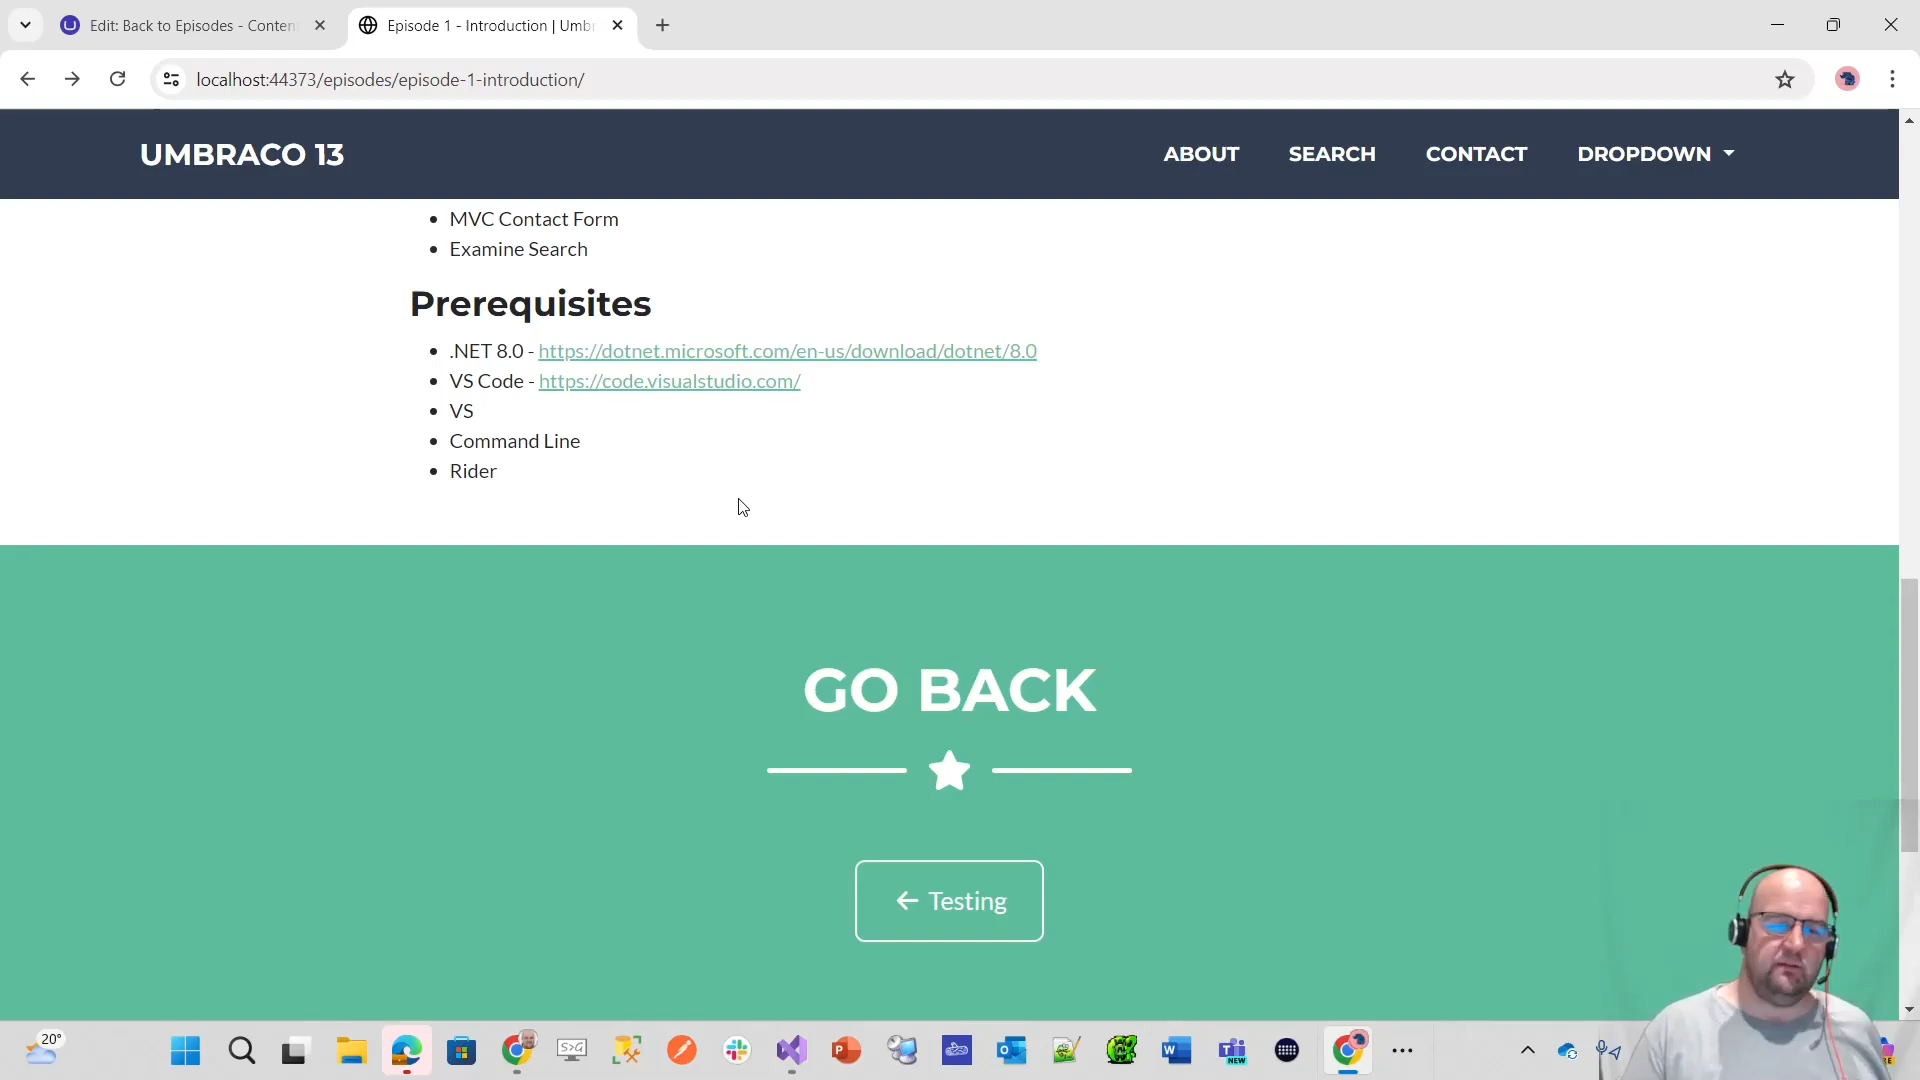 Edit: Back to Episodes - Conten
Episode 1 - Introduction | Umbr
localhost:44373/episodes/episode-1-introduction/
UMBRACO 13
ABOUT
SEARCH
CONTACT
DROPDOWN
MVC Contact Form
Examine Search
Prerequisites
.NET 8.0 - https://dotnet.microsoft.com/en-us/download/dotnet/8.0
VS Code - https://code.visualstudio.com/
VS
Command Line
Rider
GO BACK
Testing
20°
NEW